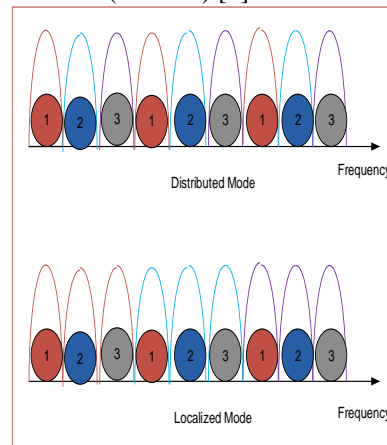 1 2 3 1 2 3 1 2 3
Frequency
Distributed Mode
1 2 3 1 2 3 1 2 3
Frequency
Localized Mode